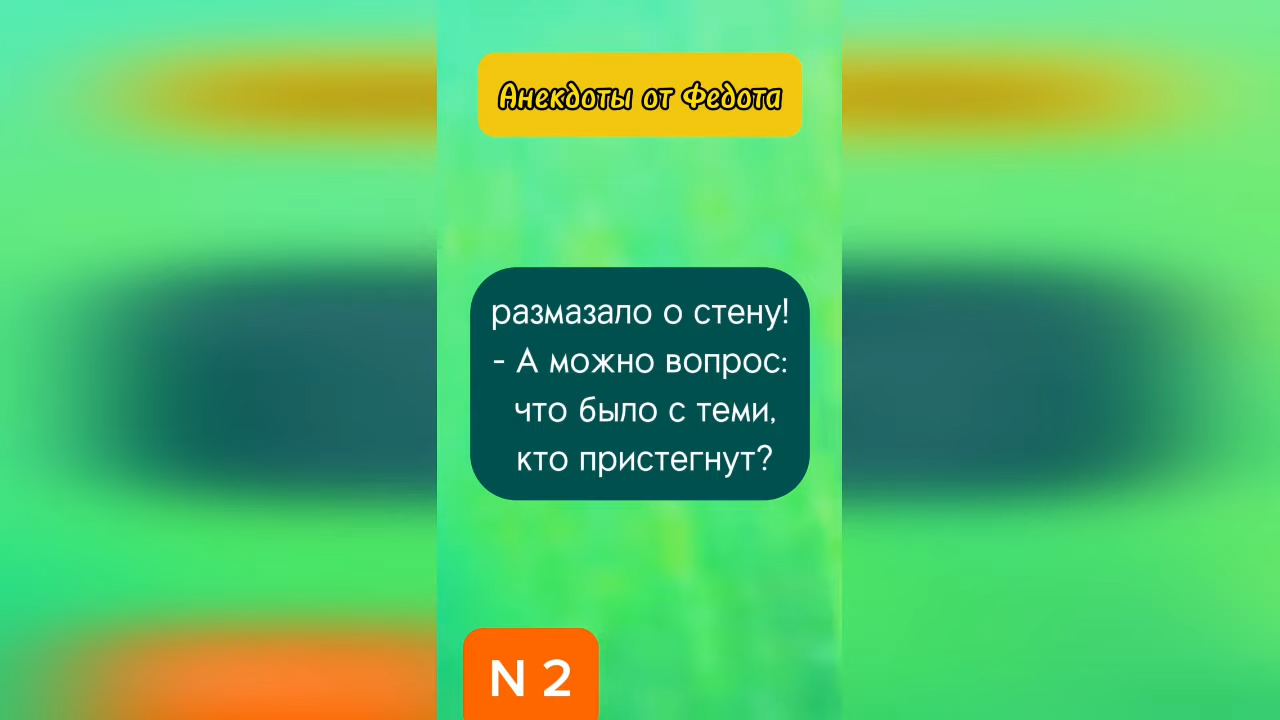 Анекдоты от Федота
размазало о стену!
- А можно вопрос:
что было с теми,
кто пристегнут?
N 2